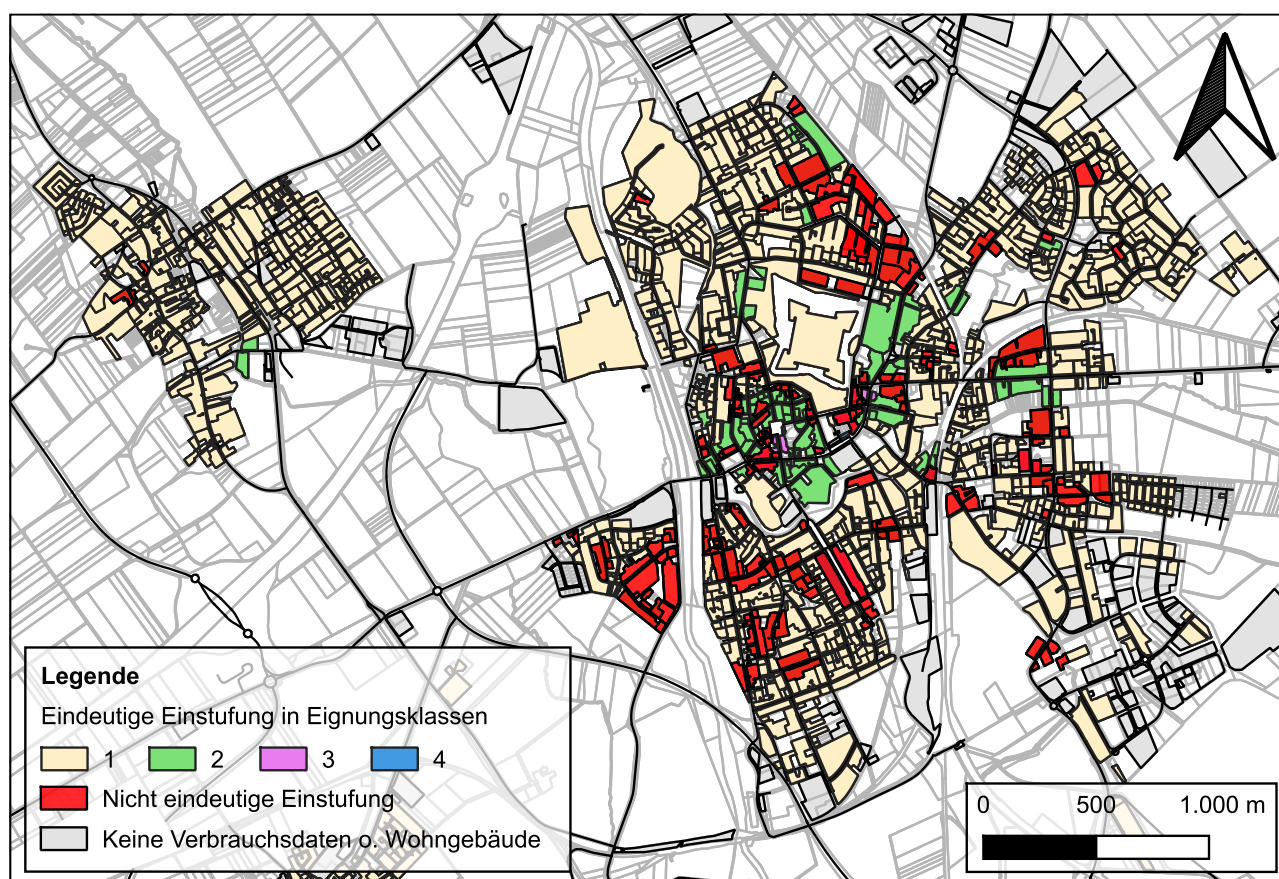 Legende
Eindeutige Einstufung in Eignungsklassen
1 2 3 4
Nicht eindeutige Einstufung
Keine Verbrauchsdaten o. Wohngebäude
0 500 1.000 m